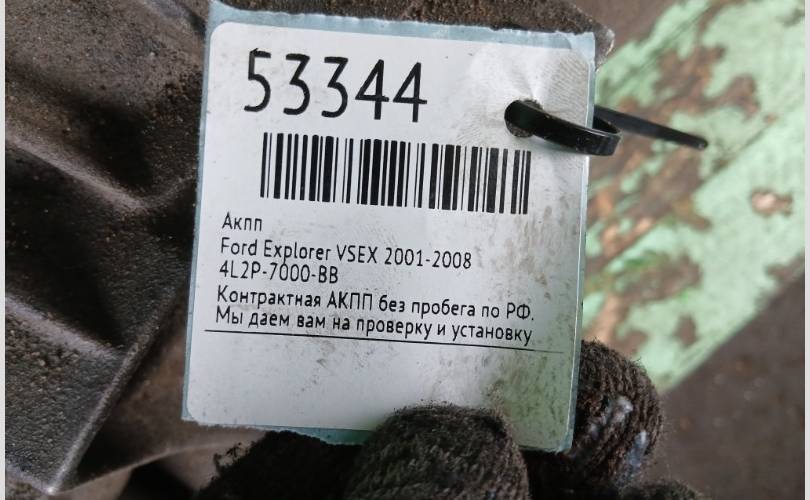 53344
Акпп
Ford Explorer VSEX 2001-2008
4L2P-7000-BB
Контрактная АКПП без пробега по РФ.
Мы даем вам на проверку и установку